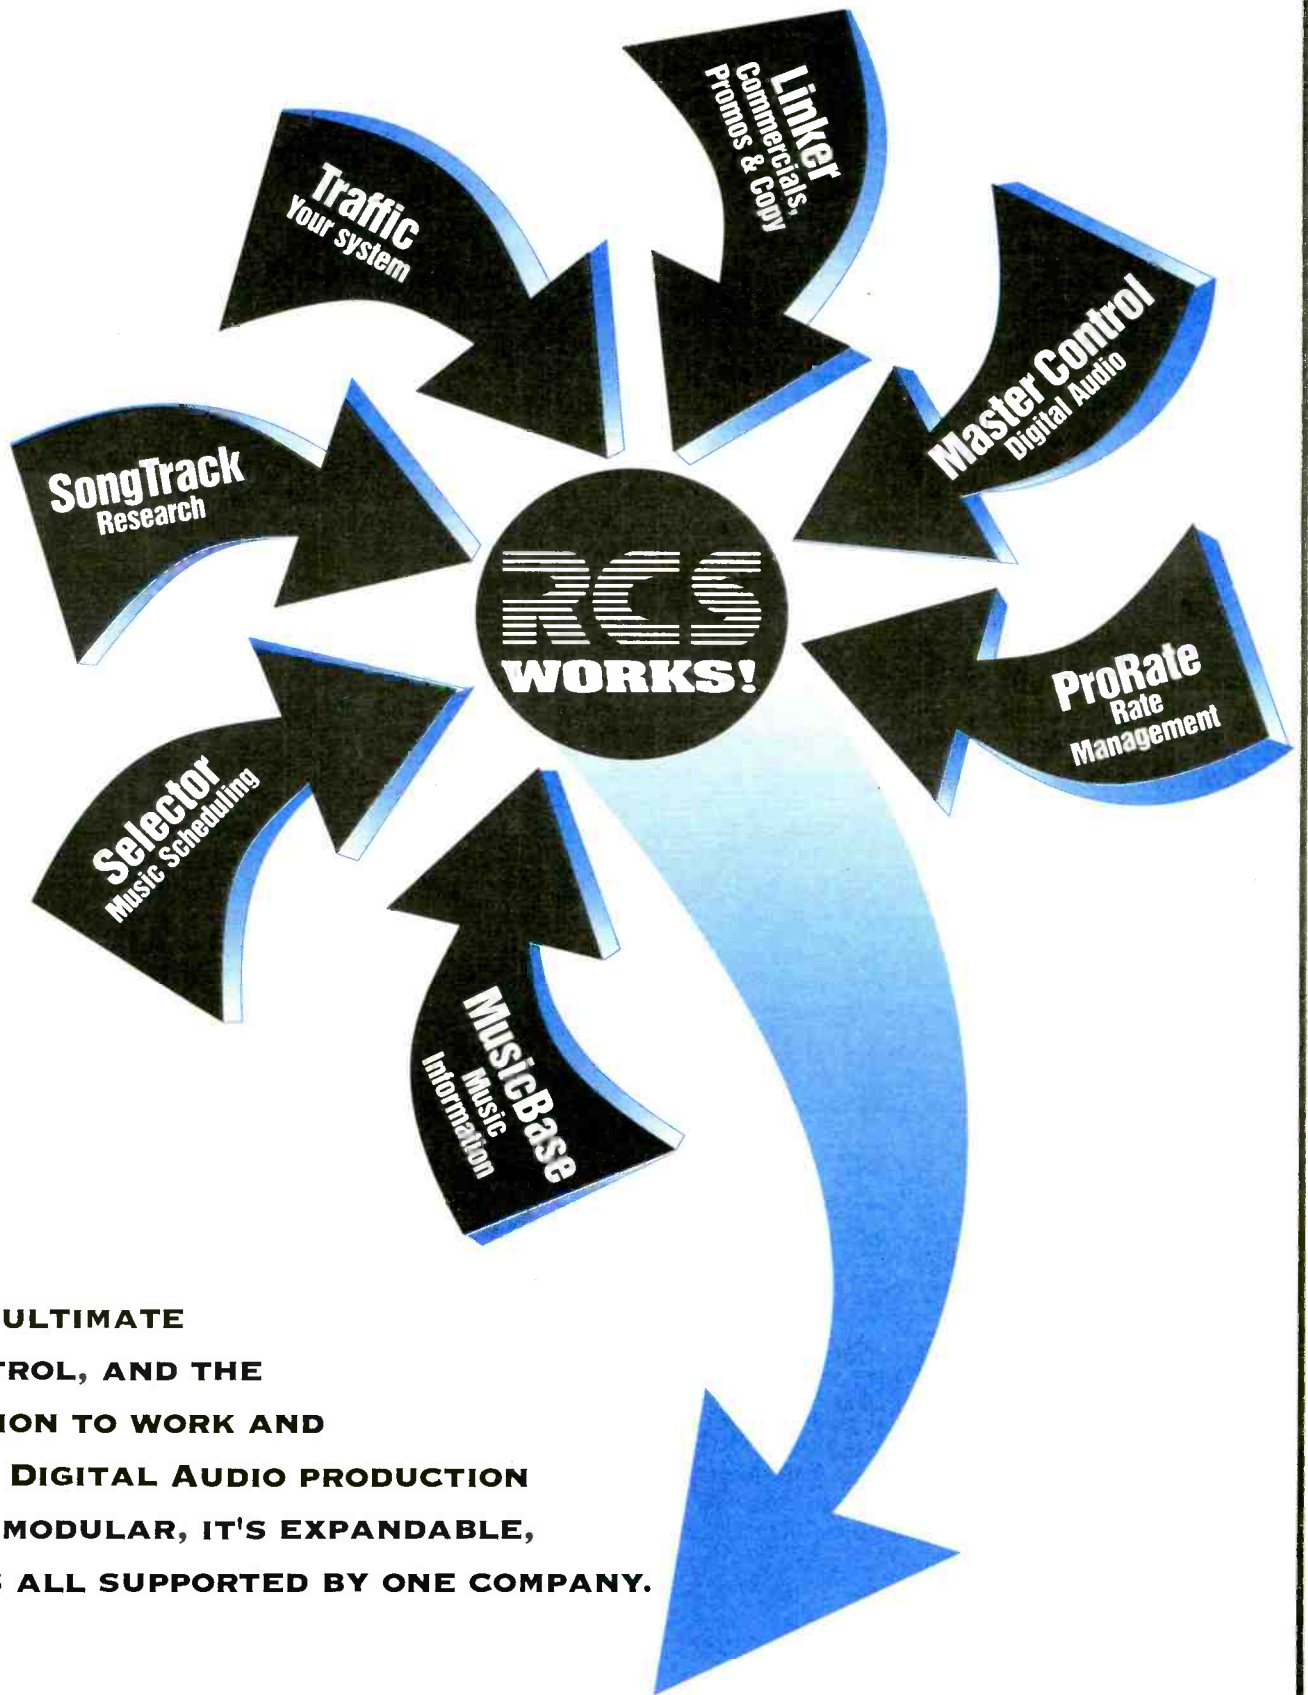 Linker
Commercials,
Promos & Copy
Traffic
Your system
Master Control
Digital Audio
SongTrack
Research
RCS
WORKS!
ProRate
Rate
Management
Selector
Music Scheduling
MusicBase
Music
Information
ULTIMATE
TROL, AND THE
ION TO WORK AND
DIGITAL AUDIO PRODUCTION
MODULAR, IT'S EXPANDABLE,
S ALL SUPPORTED BY ONE COMPANY.